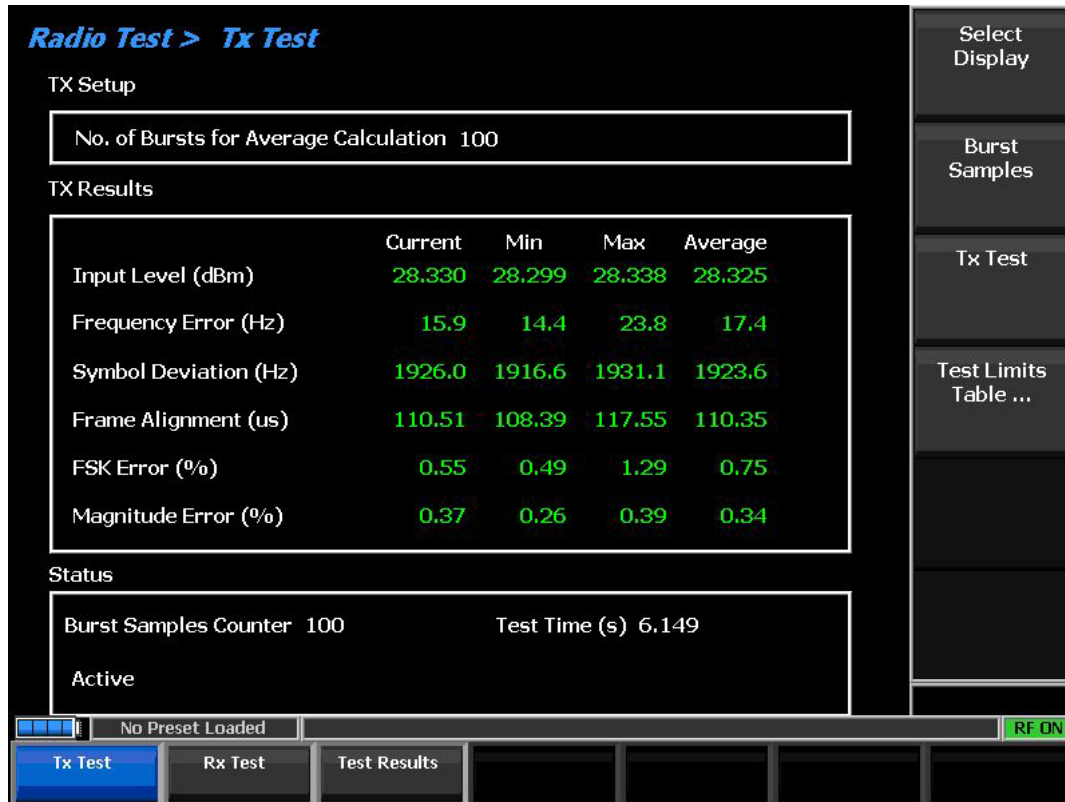 Radio Test > Tx Test
TX Setup
No. of Bursts for Average Calculation 100
TX Results
Current Min Max Average
Input Level (dBm) 28.330 28.299 28.338 28.325
Frequency Error (Hz) 15.9 14.4 23.8 17.4
Symbol Deviation (Hz) 1926.0 1916.6 1931.1 1923.6
Frame Alignment (us) 110.51 108.39 117.55 110.35
FSK Error (%) 0.55 0.49 1.29 0.75
Magnitude Error (%) 0.37 0.26 0.39 0.34
Status
Burst Samples Counter 100 Test Time (s) 6.149
Active
Select
Display
Burst
Samples
Tx Test
Test Limits
Table ...
No Preset Loaded
RF ON
Tx Test Rx Test Test Results